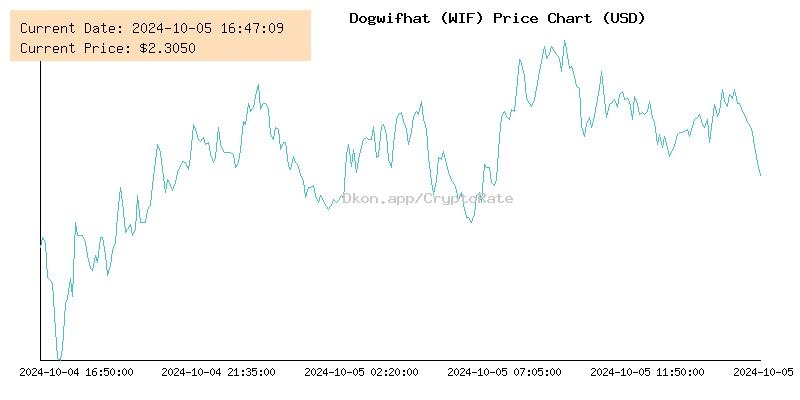 Dogwifhat (WIF) Price Chart (USD)
Current Date: 2024-10-05 16:47:09
Current Price: $2.3050
Dkon.app/CryptoRate
2024-10-04 16:50:00 2024-10-04 21:35:00 2024-10-05 02:20:00 2024-10-05 07:05:00 2024-10-05 11:50:00 2024-10-05